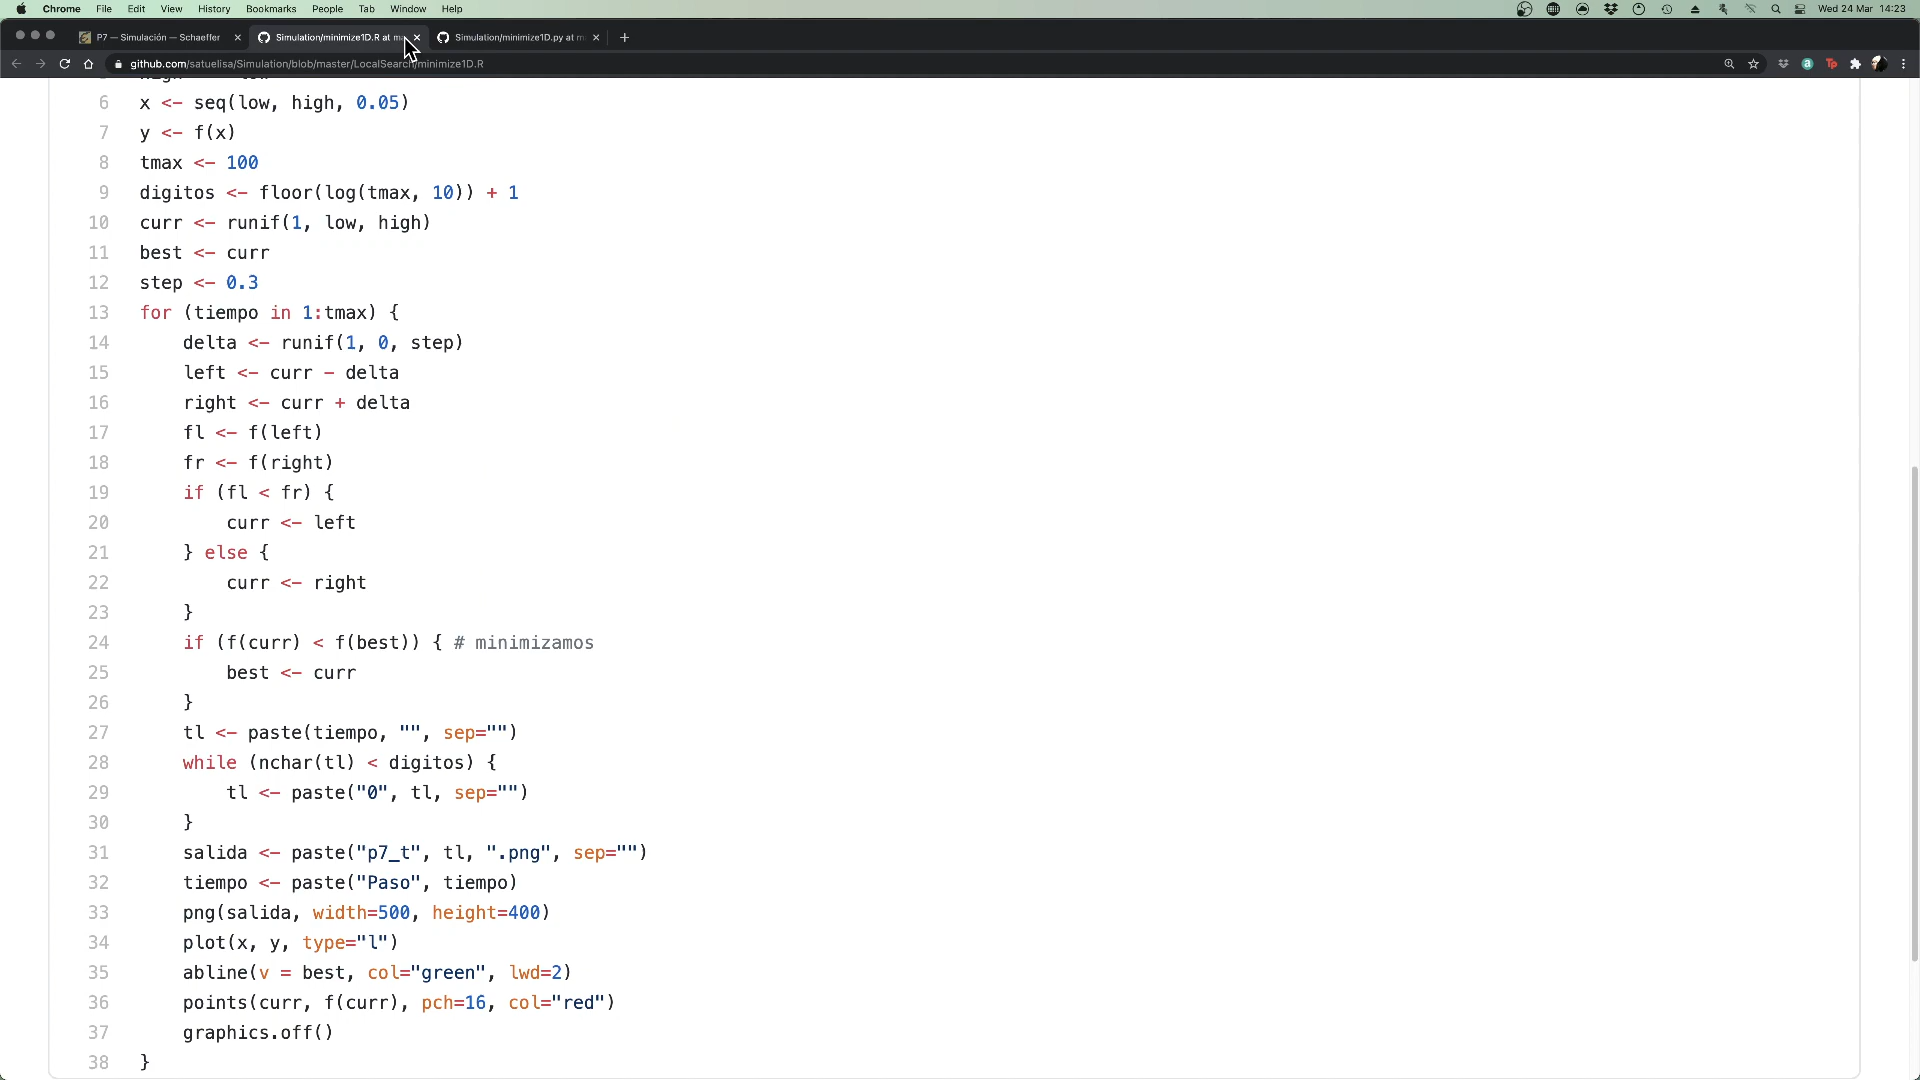 Chrome File Edit View History Bookmarks People Tab Window Help Wed 24 Mar 14:23
P7 — Simulación — Schaeffer Simulation/minimize1D.R at ma Simulation/minimize1D.py at m
github.com/satuelisa/Simulation/blob/master/LocalSearch/minimize1D.R
6 x <- seq(low, high, 0.05)
7 y <- f(x)
8 tmax <- 100
9 digitos <- floor(log(tmax, 10)) + 1
10 curr <- runif(1, low, high)
11 best <- curr
12 step <- 0.3
13 for (tiempo in 1:tmax) {
14 delta <- runif(1, 0, step)
15 left <- curr - delta
16 right <- curr + delta
17 fl <- f(left)
18 fr <- f(right)
19 if (fl < fr) {
20 curr <- left
21 } else {
22 curr <- right
23 }
24 if (f(curr) < f(best)) { # minimizamos
25 best <- curr
26 }
27 tl <- paste(tiempo, "", sep="")
28 while (nchar(tl) < digitos) {
29 tl <- paste("0", tl, sep="")
30 }
31 salida <- paste("p7_t", tl, ".png", sep="")
32 tiempo <- paste("Paso", tiempo)
33 png(salida, width=500, height=400)
34 plot(x, y, type="l")
35 abline(v = best, col="green", lwd=2)
36 points(curr, f(curr), pch=16, col="red")
37 graphics.off()
38 }